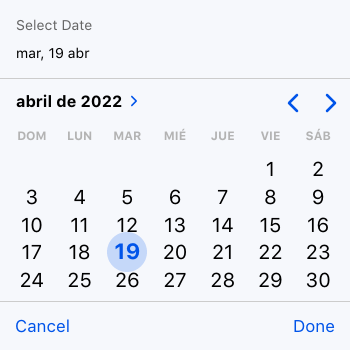 Select Date
mar, 19 abr
abril de 2022
DOM LUN MAR MIÉ JUE VIE SÁB
1 2
3 4 5 6 7 8 9
10 11 12 13 14 15 16
17 18 19 20 21 22 23
24 25 26 27 28 29 30
Cancel Done